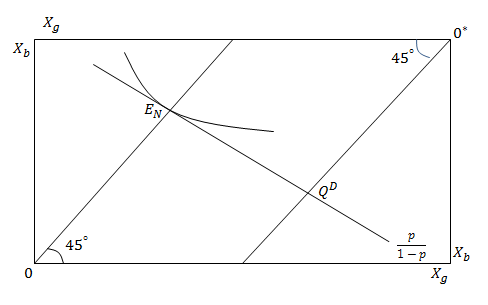 X_g
X_b
0*
45°
E_N
Q^D
45°
p
1 − p
X_b
0
X_g